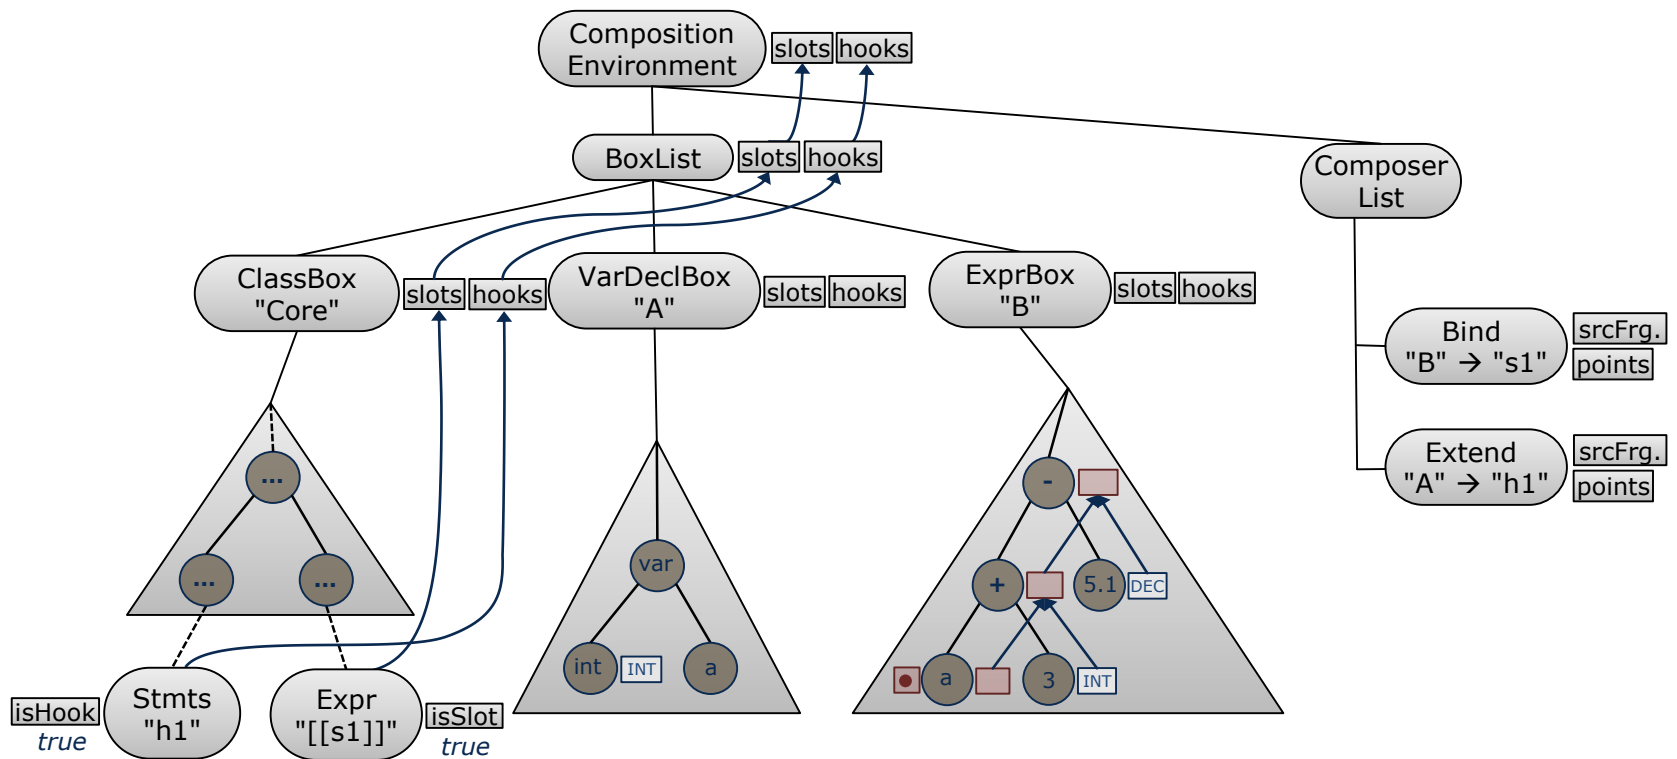 Composition
Environment
slots
hooks
BoxList
slots
hooks
Composer
List
ClassBox
"Core"
slots
hooks
VarDeclBox
"A"
slots
hooks
ExprBox
"B"
slots
hooks
Bind
"B" → "s1"
srcFrg.
points
Extend
"A" → "h1"
srcFrg.
points
...
...
...
var
int
INT
a
-
+
5.1
DEC
a
3
INT
isHook
true
Stmts
"h1"
Expr
"[[s1]]"
isSlot
true